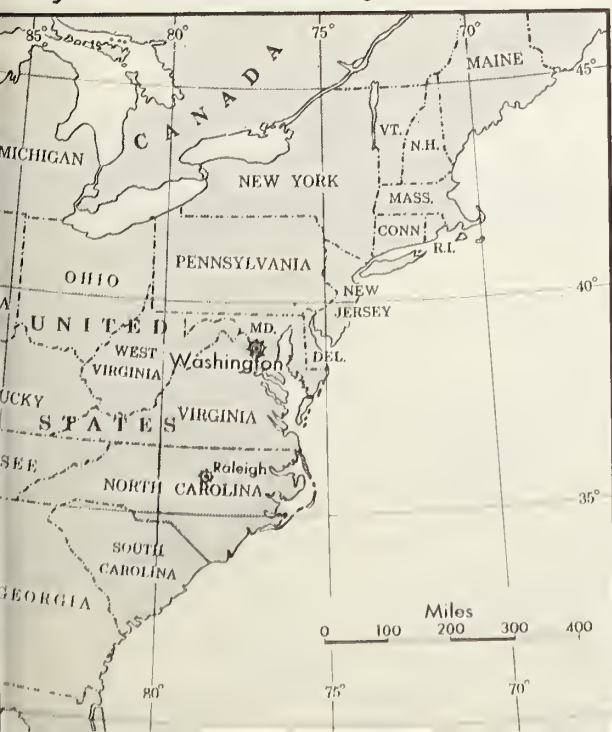 85° 80° 75° 70°
MAINE
45°
CANADA
VT.
MICHIGAN
N.H.
NEW YORK
MASS.
CONN
R.I.
PENNSYLVANIA
OHIO
40°
NEW
JERSEY
UNITED
MD.
WEST
VIRGINIA
Washington
DEL.
UCKY
STATES
VIRGINIA
SEE
Raleigh
NORTH CAROLINA
35°
SOUTH
CAROLINA
GEORGIA
Miles
0 100 200 300 400
80° 75° 70°